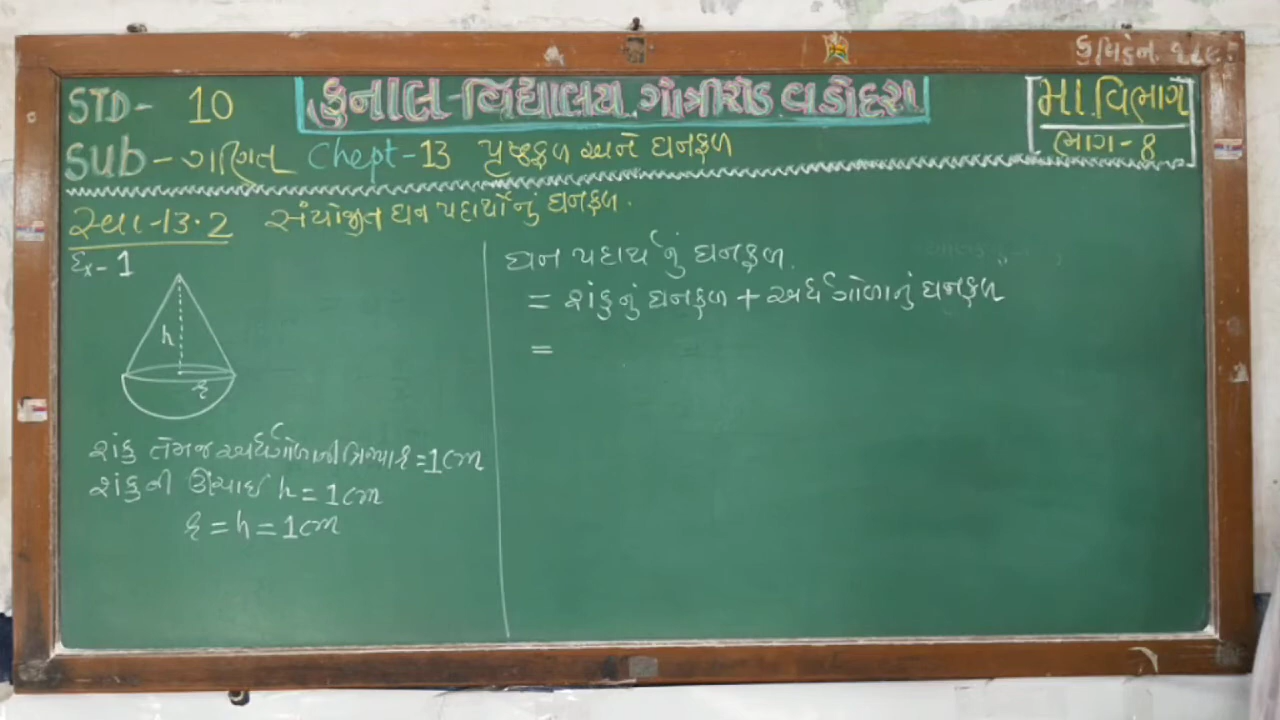 STD- 10
કુનાલ-વિદ્યાલય ગોત્રીરોડ વડોદરા
મા.વિભાગ
ભાગ-8
SUB - ગણિત Chept-13 પૃષ્ઠફળ અને ઘનફળ
સ્વા-13.2 સંયોજીત ઘન પદાર્થોનું ઘનફળ.
Ex-1
h
r
શંકુ તેમજ અર્ધગોળાની ત્રિજ્યા r=1cm
શંકુ ની ઊંચાઈ h=1cm
r=h=1cm
ઘન પદાર્થનું ઘનફળ.
= શંકુનું ઘનફળ + અર્ધગોળાનું ઘનફળ
=